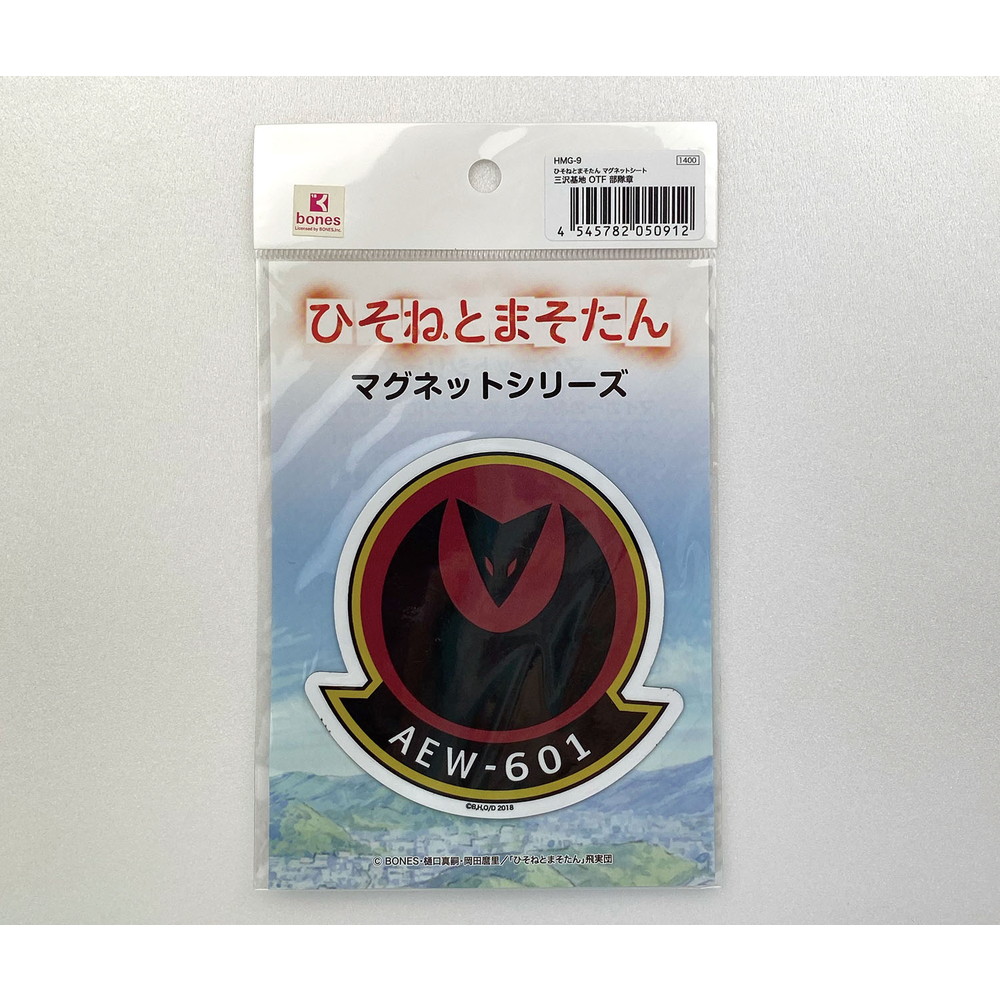 HMG-9
1400
ひそねとまそたん マグネットシート
三沢基地 OTF 部隊章
4 545782 050912
bones
Licensed by BONES,Inc.
ひそねとまそたん
マグネットシリーズ
AEW-601
©B,H,O/D 2018
C BONES・樋口真嗣・岡田麿里／「ひそねとまそたん」飛実団